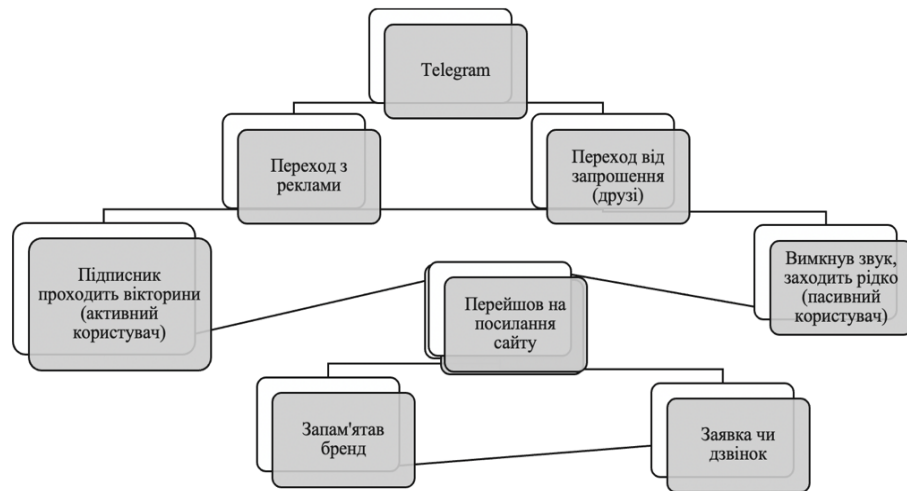 Telegram
Переход з
реклами
Переход від
запрошення
(друзі)
Підписник
проходить вікторини
(активний
користувач)
Вимкнув звук,
заходить рідко
(пасивний
користувач)
Перейшов на
посилання
сайту
Запам'ятав
бренд
Заявка чи
дзвінок